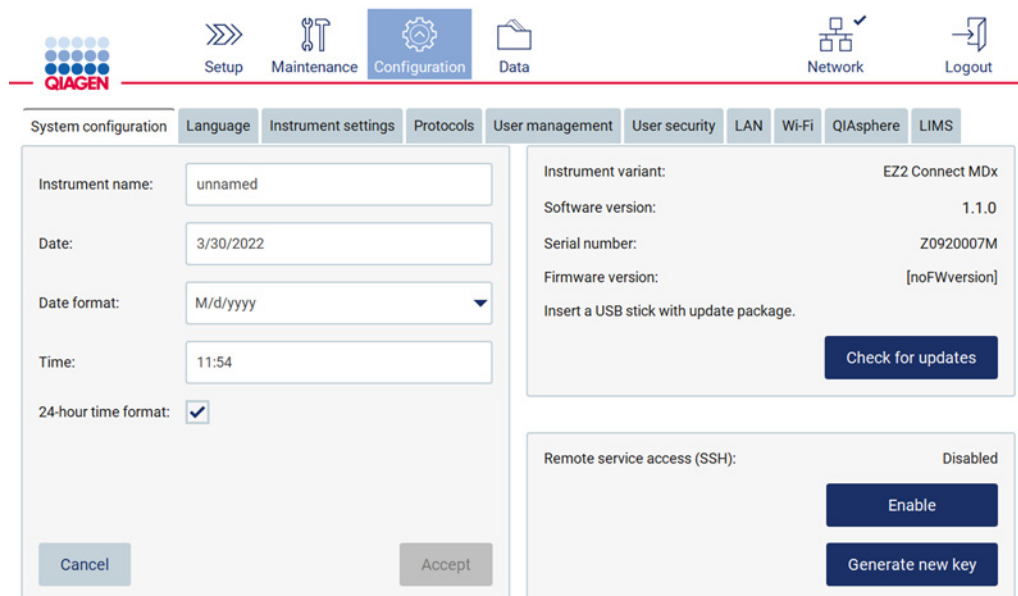 QIAGEN
Setup
Maintenance
Configuration
Data
Network
Logout
System configuration
Language
Instrument settings
Protocols
User management
User security
LAN
Wi-Fi
QIAsphere
LIMS
Instrument name:
unnamed
Date:
3/30/2022
Date format:
M/d/yyyy
Time:
11:54
24-hour time format:
Cancel
Accept
Instrument variant:
EZ2 Connect MDx
Software version:
1.1.0
Serial number:
Z0920007M
Firmware version:
[noFWversion]
Insert a USB stick with update package.
Check for updates
Remote service access (SSH):
Disabled
Enable
Generate new key